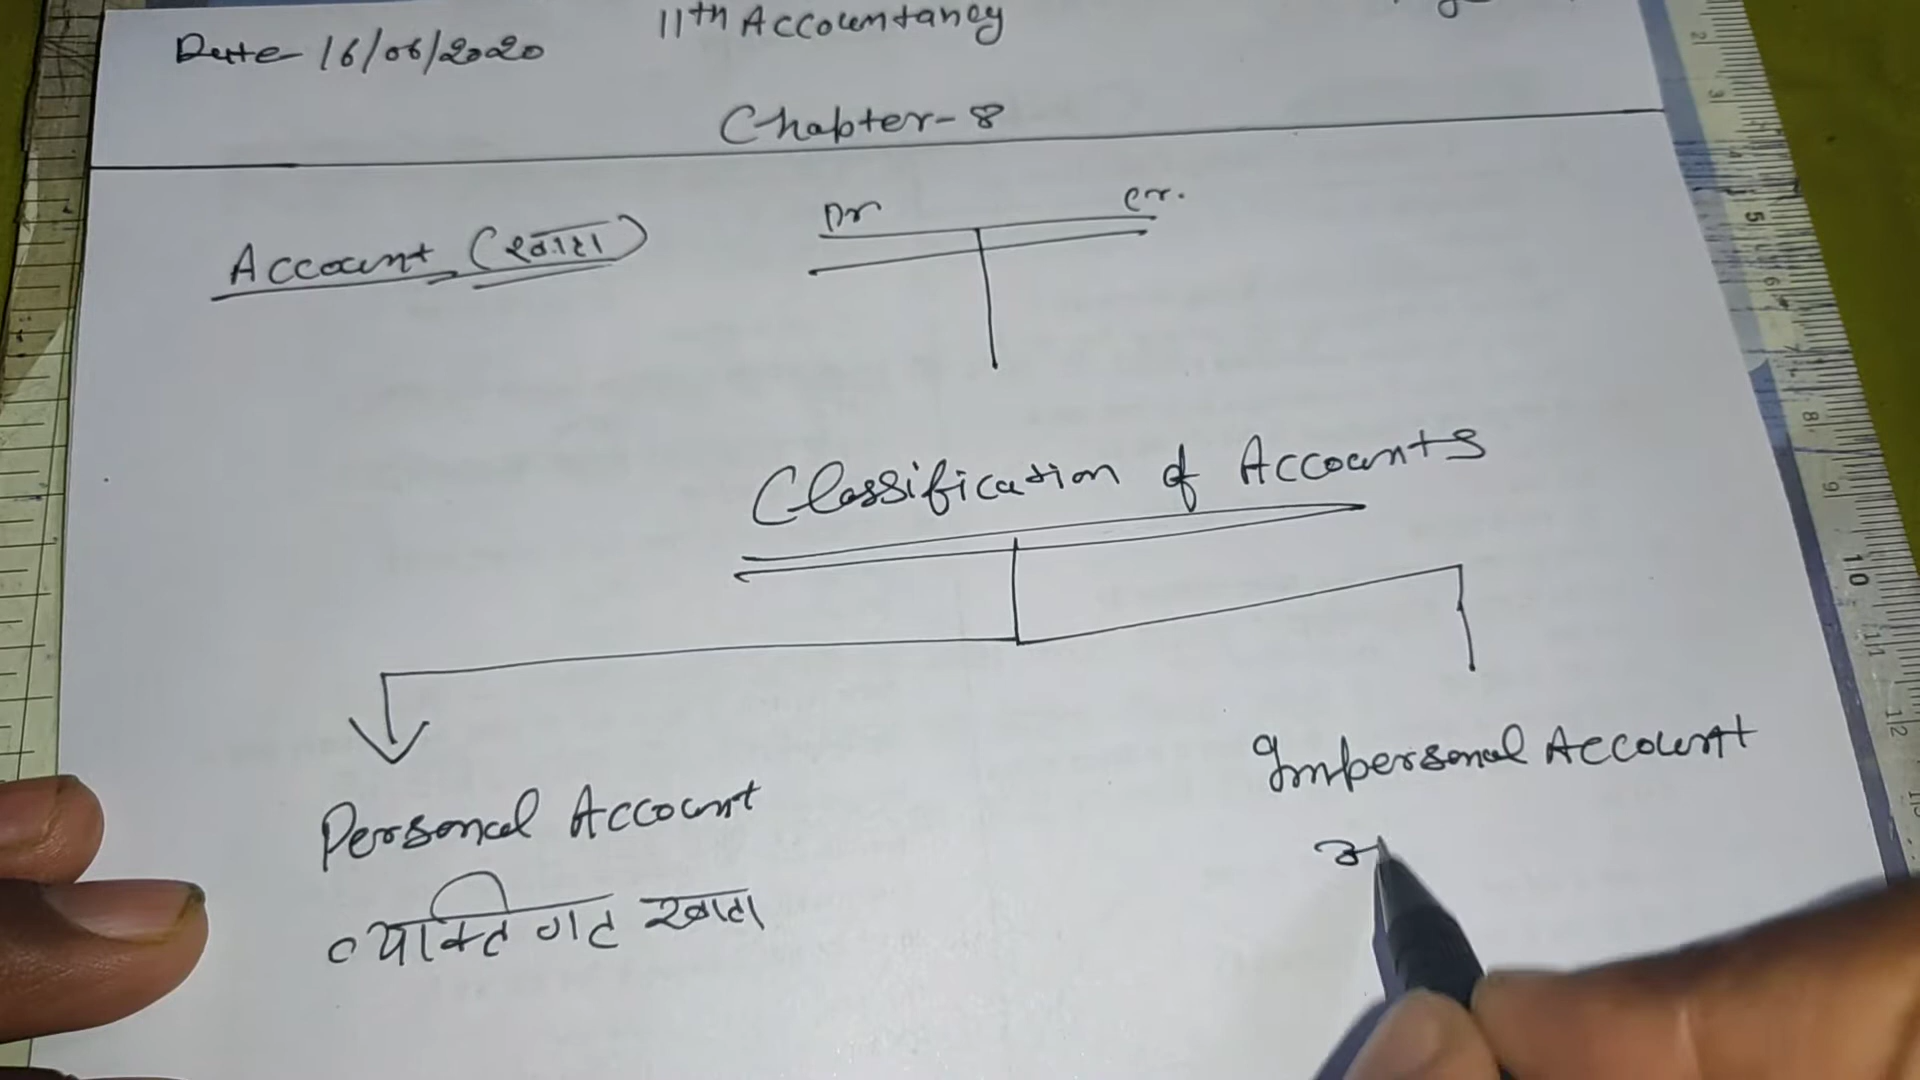 11th Accountancy
Date 16/06/2020
Chapter-8
Account (खाता)
Dr Cr.
Classification of Accounts
Personal Account
Impersonal Account
व्यक्तिगत खाता
अ